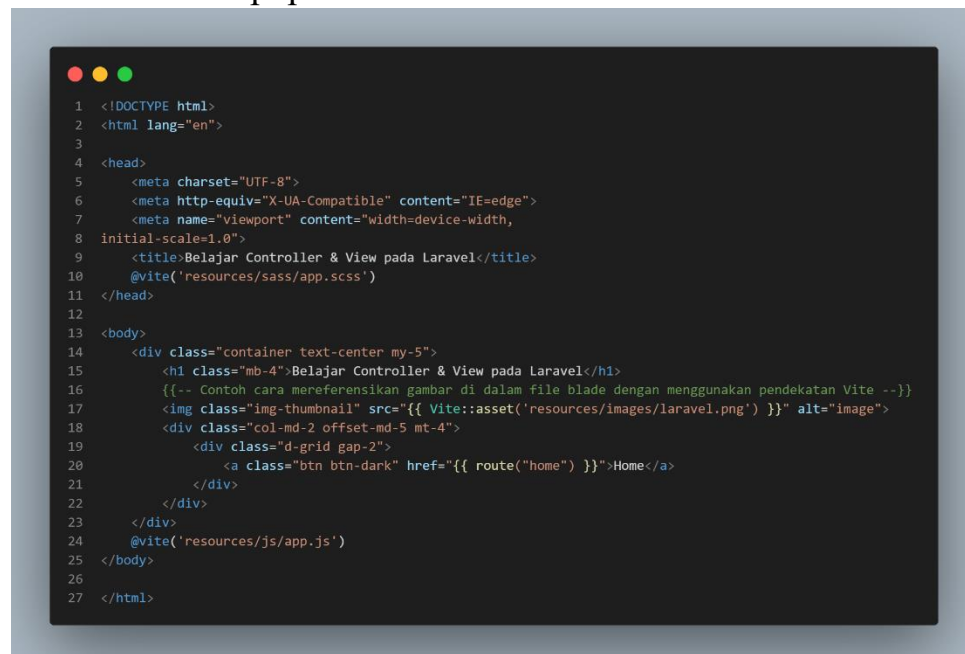 1 <!DOCTYPE html>
2 <html lang="en">
3
4 <head>
5     <meta charset="UTF-8">
6     <meta http-equiv="X-UA-Compatible" content="IE=edge">
7     <meta name="viewport" content="width=device-width,
8 initial-scale=1.0">
9     <title>Belajar Controller & View pada Laravel</title>
10     @vite('resources/sass/app.scss')
11 </head>
12
13 <body>
14     <div class="container text-center my-5">
15         <h1 class="mb-4">Belajar Controller & View pada Laravel</h1>
16         {{-- Contoh cara mereferensikan gambar di dalam file blade dengan menggunakan pendekatan Vite --}}
17         <img class="img-thumbnail" src="{{ Vite::asset('resources/images/laravel.png') }}" alt="image">
18         <div class="col-md-2 offset-md-5 mt-4">
19             <div class="d-grid gap-2">
20                 <a class="btn btn-dark" href="{{ route("home") }}">Home</a>
21             </div>
22         </div>
23     </div>
24     @vite('resources/js/app.js')
25 </body>
26
27 </html>